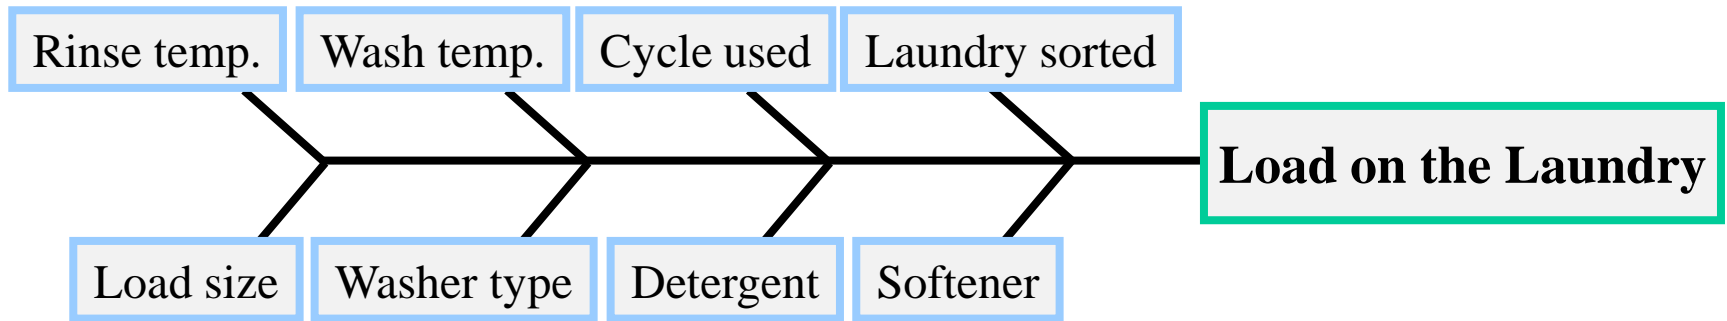 Rinse temp.
Wash temp.
Cycle used
Laundry sorted
Load on the Laundry
Load size
Washer type
Detergent
Softener